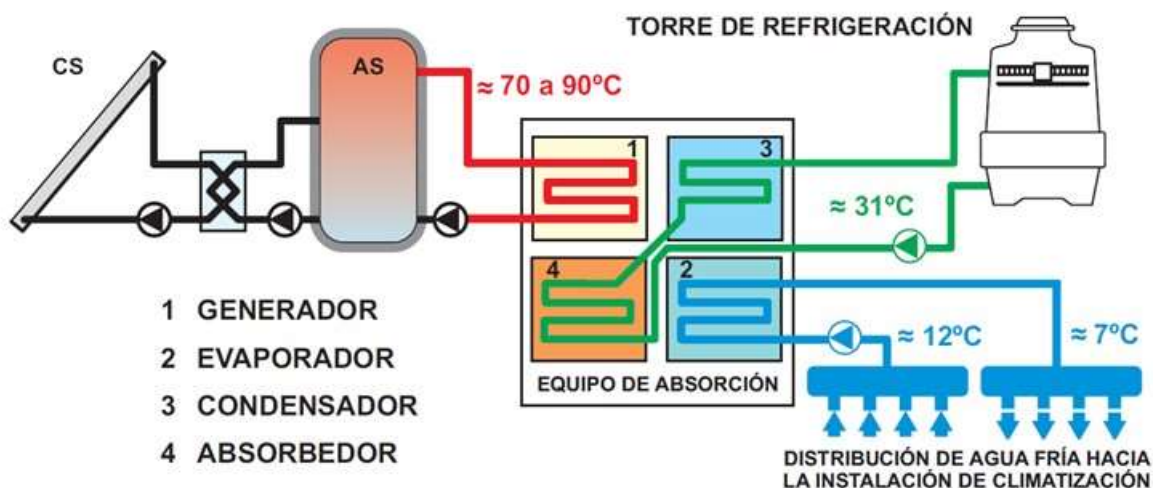 TORRE DE REFRIGERACIÓN
CS
AS
≈ 70 a 90ºC
1
3
≈ 31ºC
4
2
1 GENERADOR
2 EVAPORADOR
3 CONDENSADOR
4 ABSORBEDOR
EQUIPO DE ABSORCIÓN
≈ 12ºC
≈ 7ºC
DISTRIBUCIÓN DE AGUA FRÍA HACIA
LA INSTALACIÓN DE CLIMATIZACIÓN